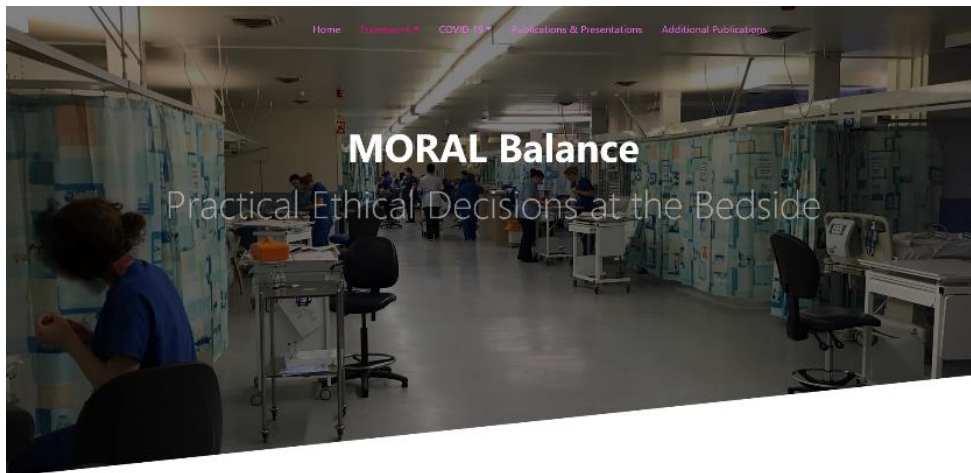 Home Framework COVID-19 Publications & Presentations Additional Publications
MORAL Balance
Practical Ethical Decisions at the Bedside